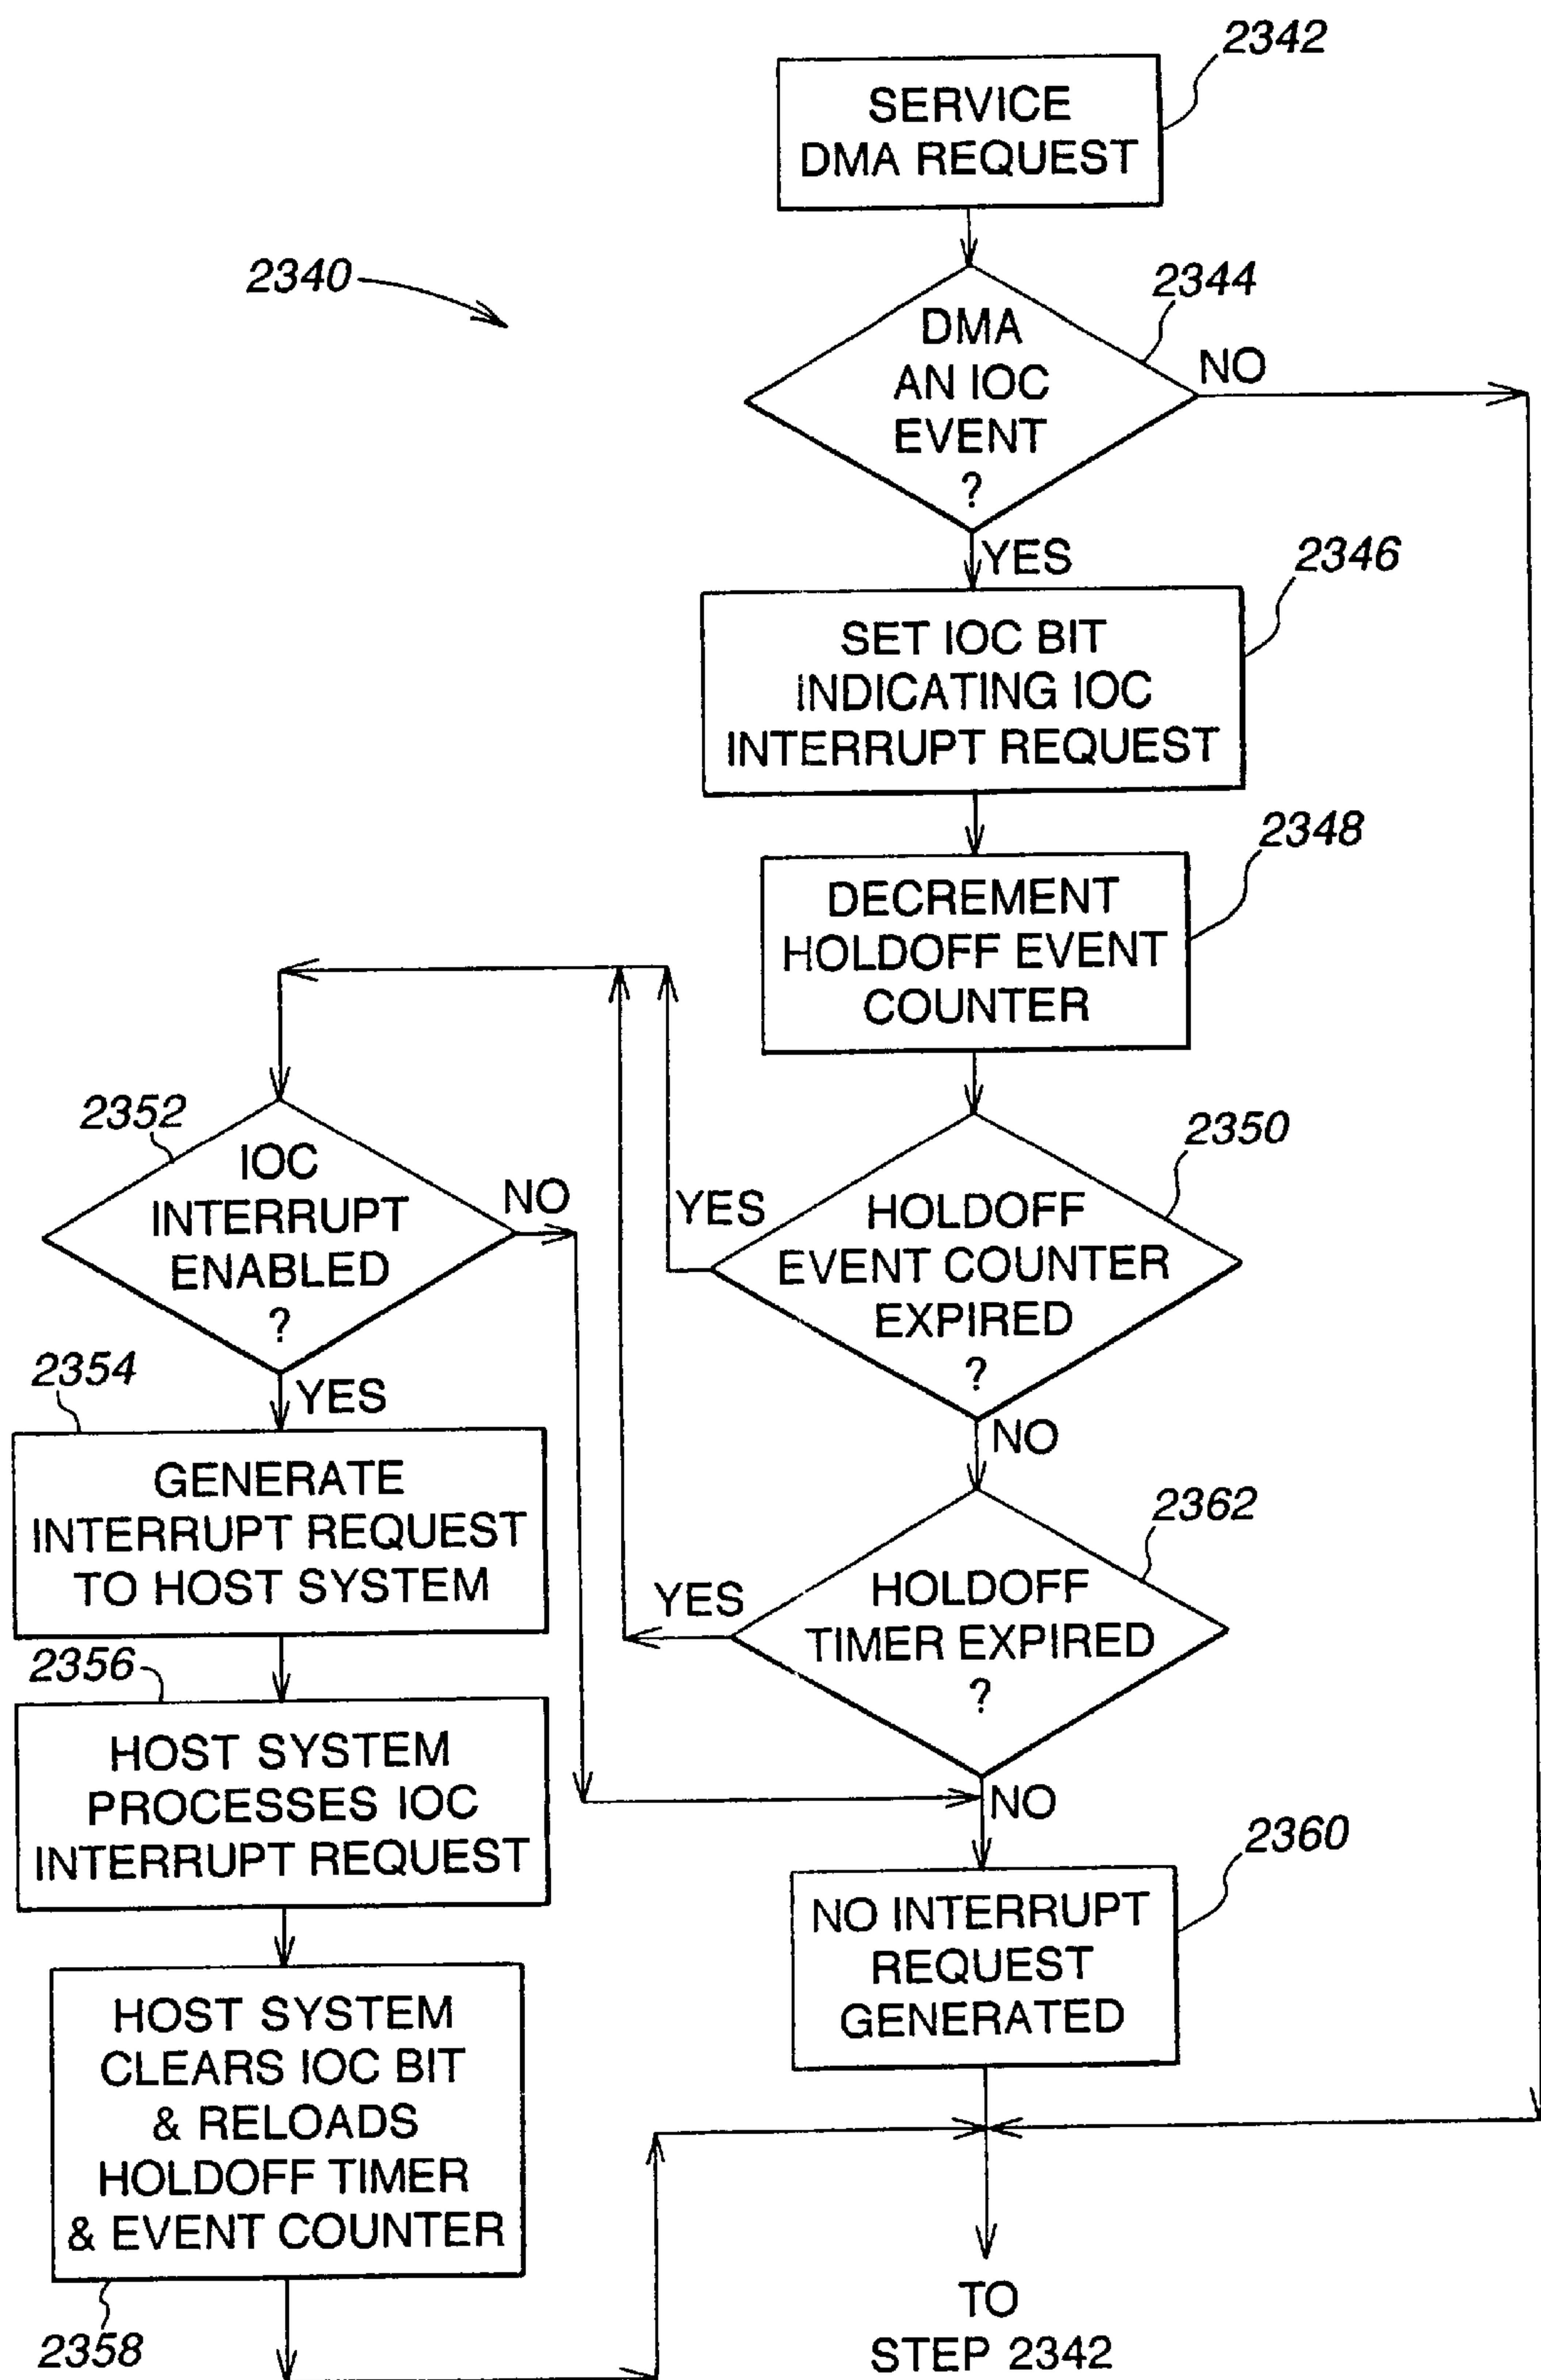 2342
SERVICE
DMA REQUEST
2340
2344
DMA
AN IOC
EVENT
?
NO
YES
2346
SET IOC BIT
INDICATING IOC
INTERRUPT REQUEST
2348
DECREMENT
HOLDOFF EVENT
COUNTER
2352
IOC
INTERRUPT
ENABLED
?
NO
YES
2350
HOLDOFF
EVENT COUNTER
EXPIRED
?
YES
NO
2354
GENERATE
INTERRUPT REQUEST
TO HOST SYSTEM
2362
HOLDOFF
TIMER EXPIRED
?
YES
NO
2356
HOST SYSTEM
PROCESSES IOC
INTERRUPT REQUEST
2360
NO INTERRUPT
REQUEST
GENERATED
HOST SYSTEM
CLEARS IOC BIT
& RELOADS
HOLDOFF TIMER
& EVENT COUNTER
2358
TO
STEP 2342